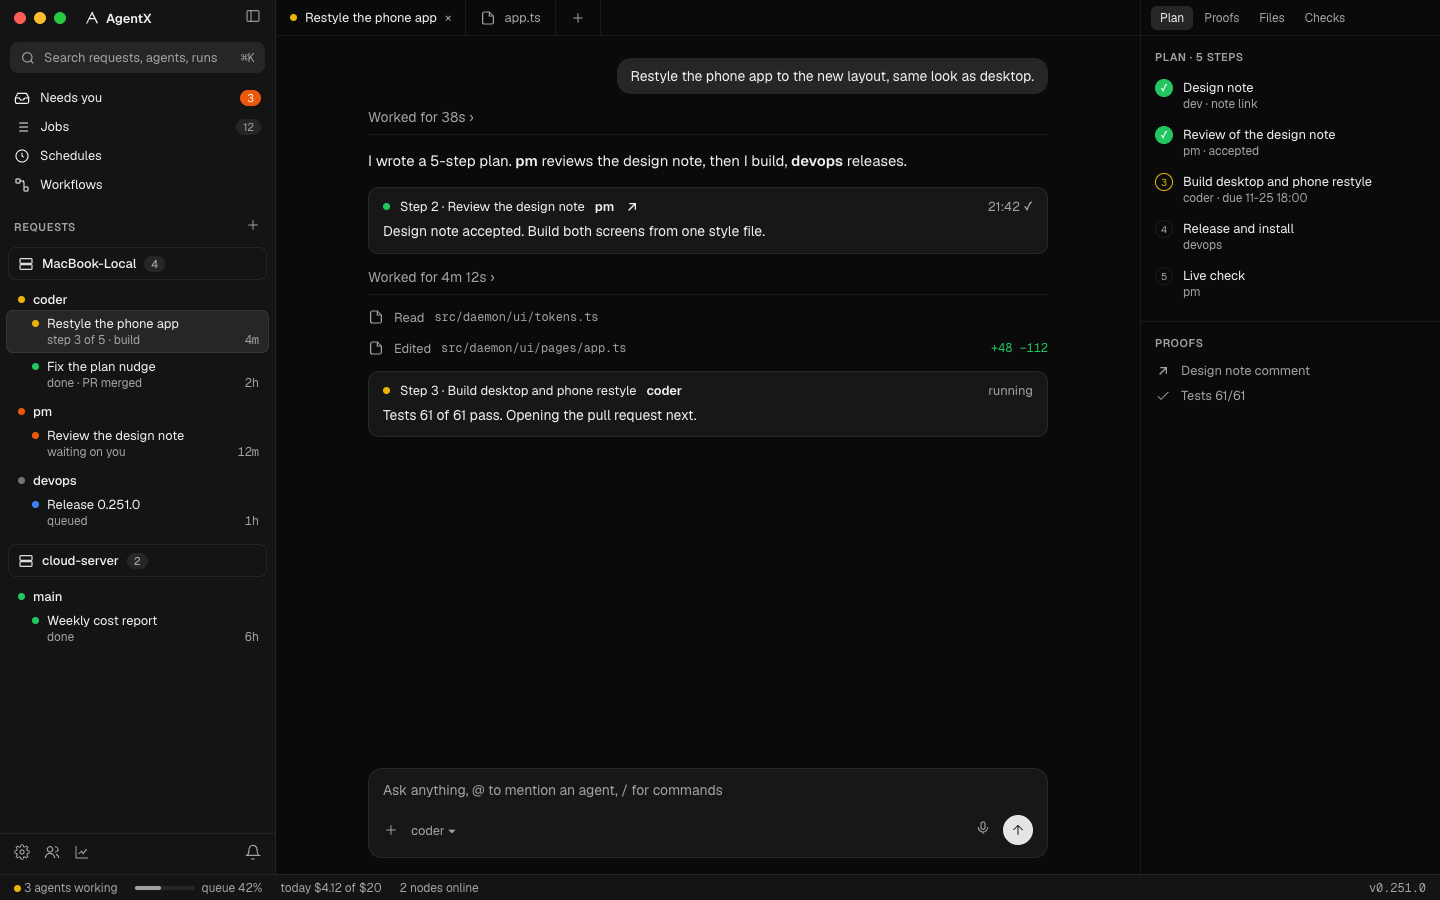 AgentX
Search requests, agents, runs ⌘K
Needs you 3
Jobs 12
Schedules
Workflows
REQUESTS
MacBook-Local 4
coder
Restyle the phone app
step 3 of 5 · build 4m
Fix the plan nudge
done · PR merged 2h
pm
Review the design note
waiting on you 12m
devops
Release 0.251.0
queued 1h
cloud-server 2
main
Weekly cost report
done 6h
Restyle the phone app ×
app.ts
Restyle the phone app to the new layout, same look as desktop.
Worked for 38s ›
I wrote a 5-step plan. pm reviews the design note, then I build, devops releases.
Step 2 · Review the design note pm 21:42 ✓
Design note accepted. Build both screens from one style file.
Worked for 4m 12s ›
Read src/daemon/ui/tokens.ts
Edited src/daemon/ui/pages/app.ts +48 −112
Step 3 · Build desktop and phone restyle coder running
Tests 61 of 61 pass. Opening the pull request next.
Ask anything, @ to mention an agent, / for commands
coder
Plan Proofs Files Checks
PLAN · 5 STEPS
Design note
dev · note link
Review of the design note
pm · accepted
3 Build desktop and phone restyle
coder · due 11-25 18:00
4 Release and install
devops
5 Live check
pm
PROOFS
Design note comment
Tests 61/61
3 agents working queue 42% today $4.12 of $20 2 nodes online v0.251.0